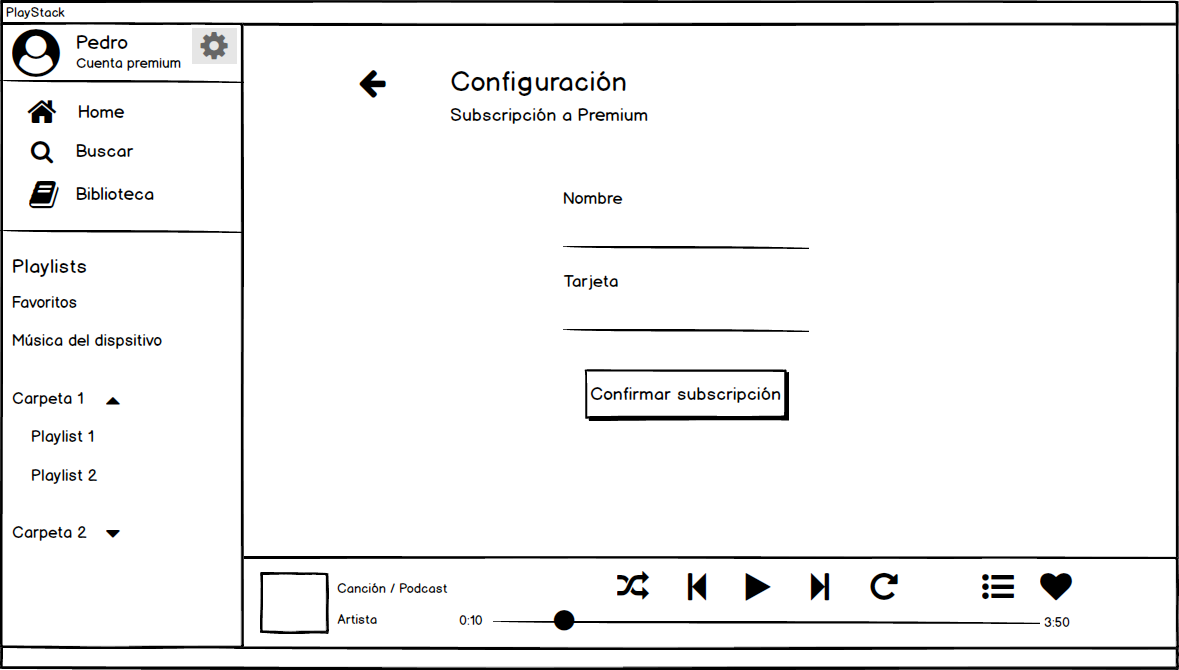 PlayStack
Pedro
Cuenta premium
Home
Buscar
Biblioteca
Playlists
Favoritos
Música del dispsitivo
Carpeta 1
Playlist 1
Playlist 2
Carpeta 2
Configuración
Subscripción a Premium
Nombre
Tarjeta
Confirmar subscripción
Canción / Podcast
Artista
0:10
3:50